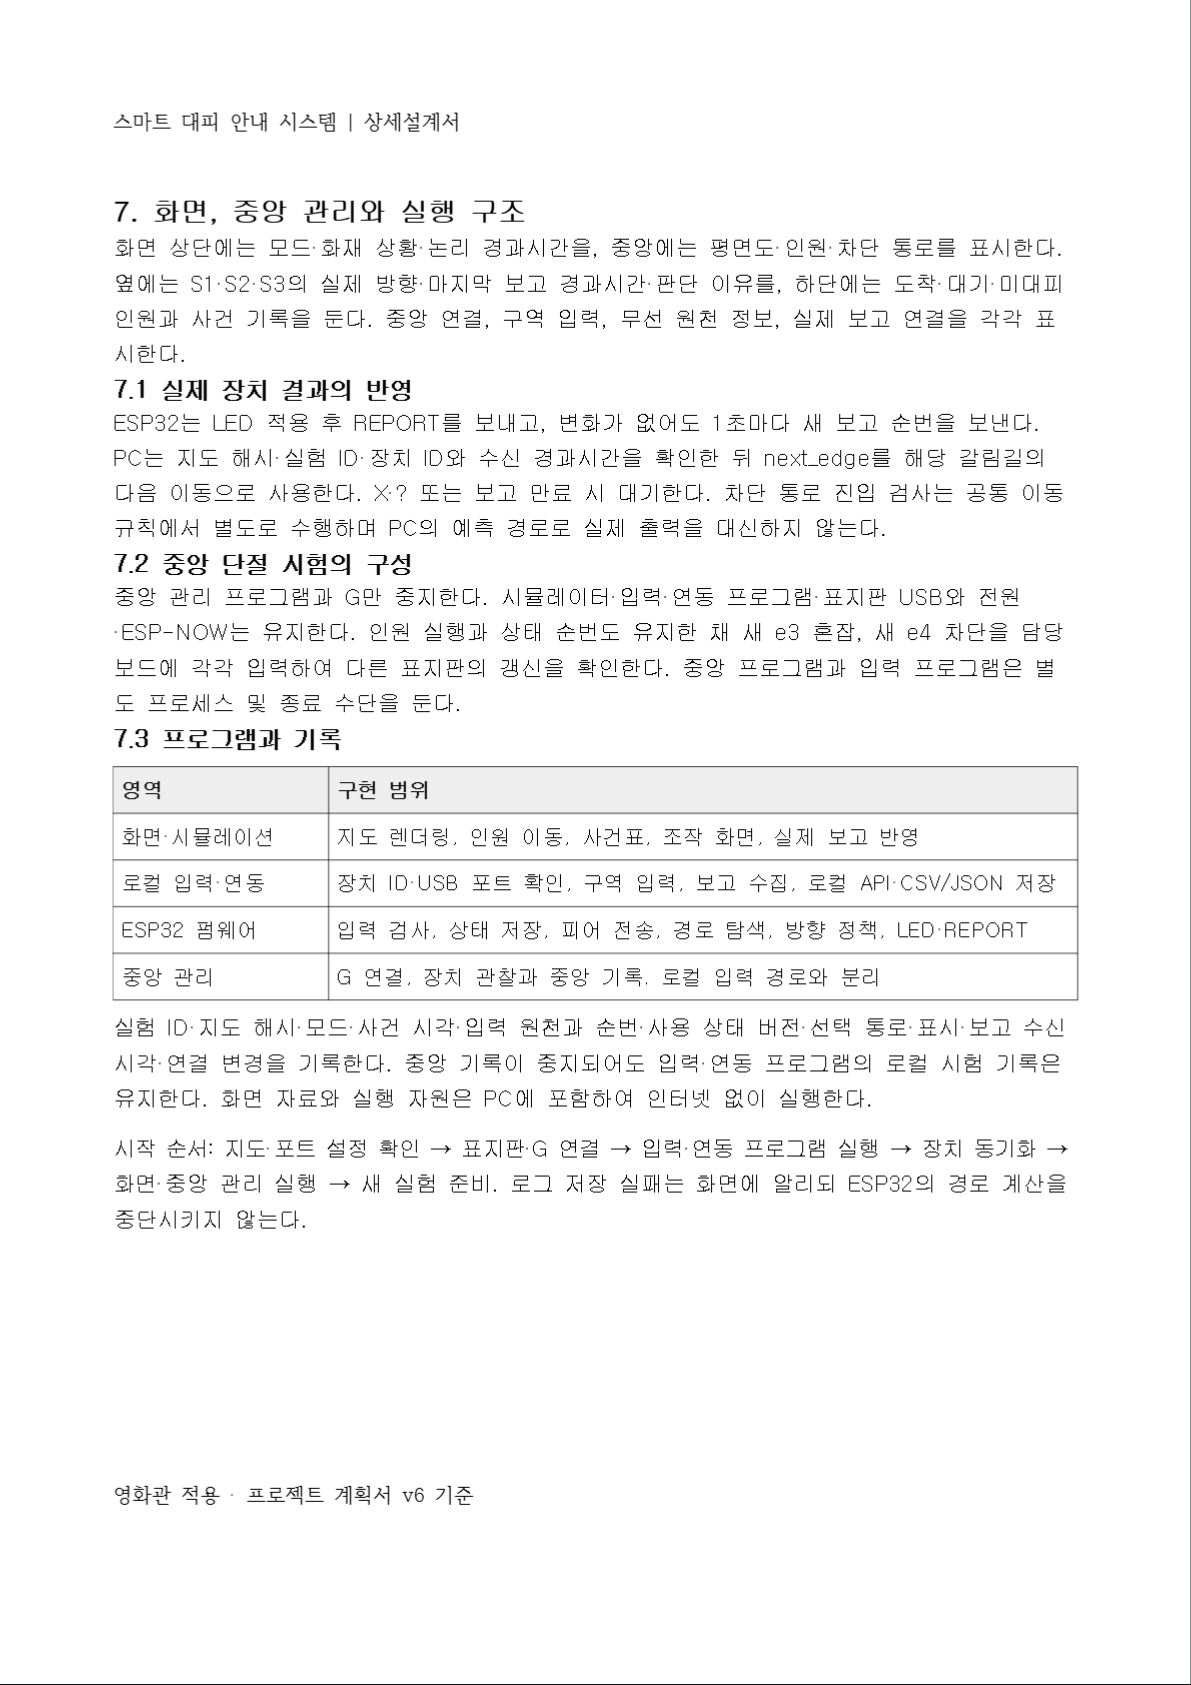 스마트 대피 안내 시스템 | 상세설계서
7. 화면, 중앙 관리와 실행 구조
화면 상단에는 모드·화재 상황·논리 경과시간을, 중앙에는 평면도·인원·차단 통로를 표시한다.
옆에는 S1·S2·S3의 실제 방향·마지막 보고 경과시간·판단 이유를, 하단에는 도착·대기·미대피
인원과 사건 기록을 둔다. 중앙 연결, 구역 입력, 무선 원천 정보, 실제 보고 연결을 각각 표
시한다.
7.1 실제 장치 결과의 반영
ESP32는 LED 적용 후 REPORT를 보내고, 변화가 없어도 1초마다 새 보고 순번을 보낸다.
PC는 지도 해시·실험 ID·장치 ID와 수신 경과시간을 확인한 뒤 next_edge를 해당 갈림길의
다음 이동으로 사용한다. X·? 또는 보고 만료 시 대기한다. 차단 통로 진입 검사는 공통 이동
규칙에서 별도로 수행하며 PC의 예측 경로로 실제 출력을 대신하지 않는다.
7.2 중앙 단절 시험의 구성
중앙 관리 프로그램과 G만 중지한다. 시뮬레이터·입력·연동 프로그램·표지판 USB와 전원
·ESP-NOW는 유지한다. 인원 실행과 상태 순번도 유지한 채 새 e3 혼잡, 새 e4 차단을 담당
보드에 각각 입력하여 다른 표지판의 갱신을 확인한다. 중앙 프로그램과 입력 프로그램은 별
도 프로세스 및 종료 수단을 둔다.
7.3 프로그램과 기록
영역 구현 범위
화면·시뮬레이션 지도 렌더링, 인원 이동, 사건표, 조작 화면, 실제 보고 반영
로컬 입력·연동 장치 ID·USB 포트 확인, 구역 입력, 보고 수집, 로컬 API·CSV/JSON 저장
ESP32 펌웨어 입력 검사, 상태 저장, 피어 전송, 경로 탐색, 방향 정책, LED·REPORT
중앙 관리 G 연결, 장치 관찰과 중앙 기록. 로컬 입력 경로와 분리
실험 ID·지도 해시·모드·사건 시각·입력 원천과 순번·사용 상태 버전·선택 통로·표시·보고 수신
시각·연결 변경을 기록한다. 중앙 기록이 중지되어도 입력·연동 프로그램의 로컬 시험 기록은
유지한다. 화면 자료와 실행 자원은 PC에 포함하여 인터넷 없이 실행한다.
시작 순서: 지도·포트 설정 확인 → 표지판·G 연결 → 입력·연동 프로그램 실행 → 장치 동기화 →
화면·중앙 관리 실행 → 새 실험 준비. 로그 저장 실패는 화면에 알리되 ESP32의 경로 계산을
중단시키지 않는다.
영화관 적용 · 프로젝트 계획서 v6 기준